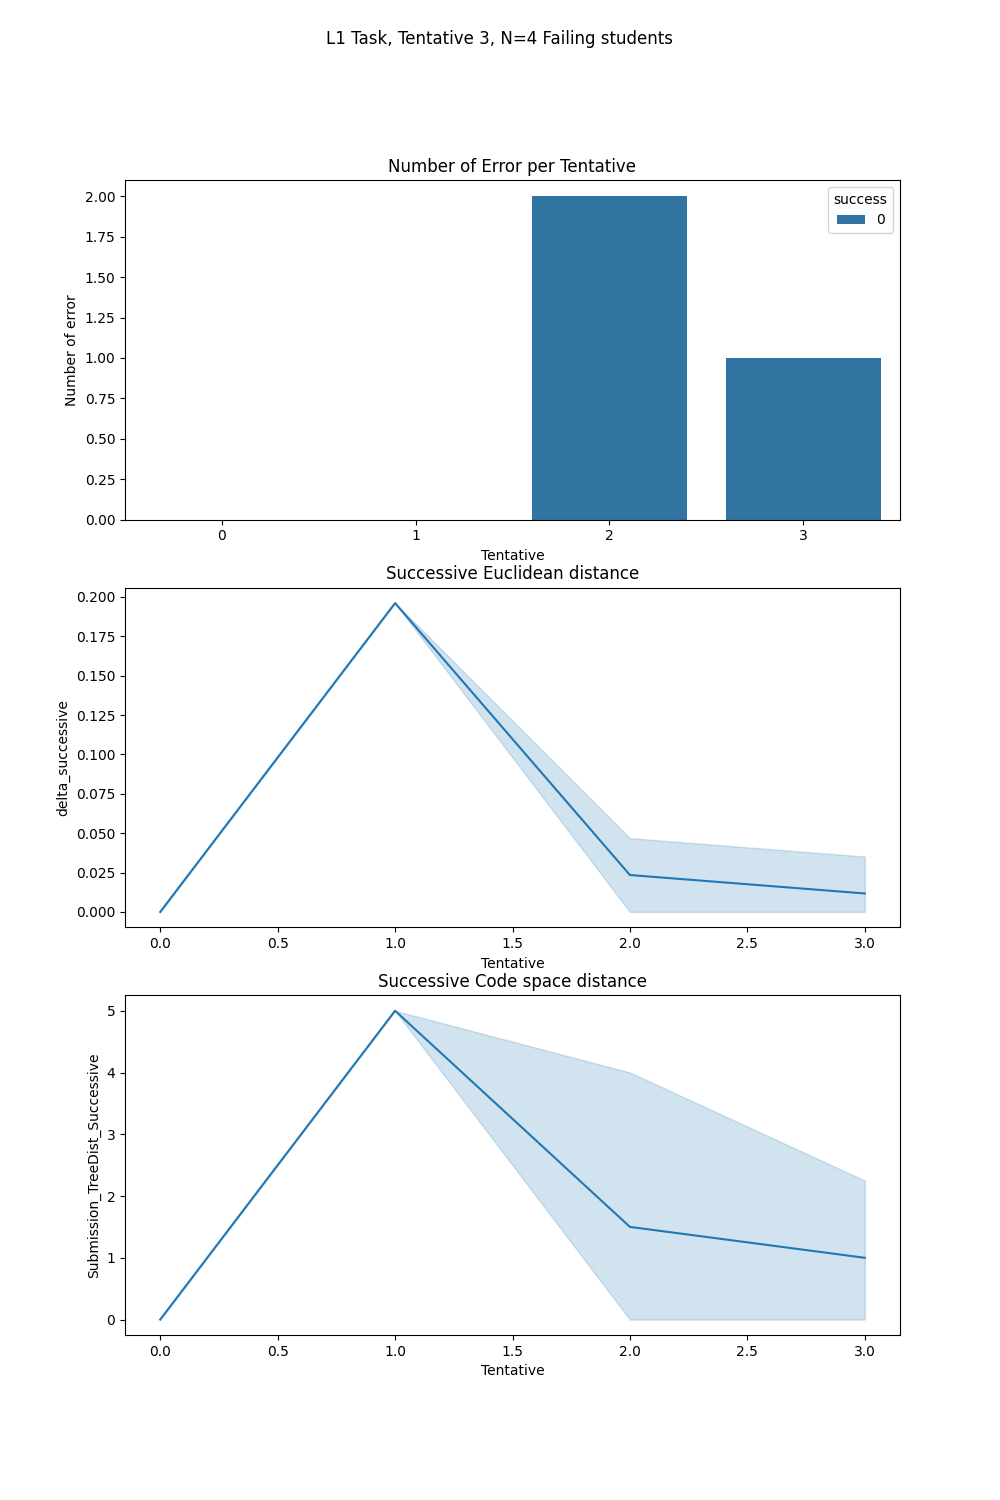 L1 Task, Tentative 3, N=4 Failing students
Number of Error per Tentative
success
0
2.00
1.75
1.50
1.25
1.00
0.75
0.50
0.25
0.00
Number of error
0 1 2 3
Tentative
Successive Euclidean distance
0.200
0.175
0.150
0.125
0.100
0.075
0.050
0.025
0.000
delta_successive
0.0 0.5 1.0 1.5 2.0 2.5 3.0
Tentative
Successive Code space distance
5
4
3
2
1
0
Submission_TreeDist_Successive
0.0 0.5 1.0 1.5 2.0 2.5 3.0
Tentative